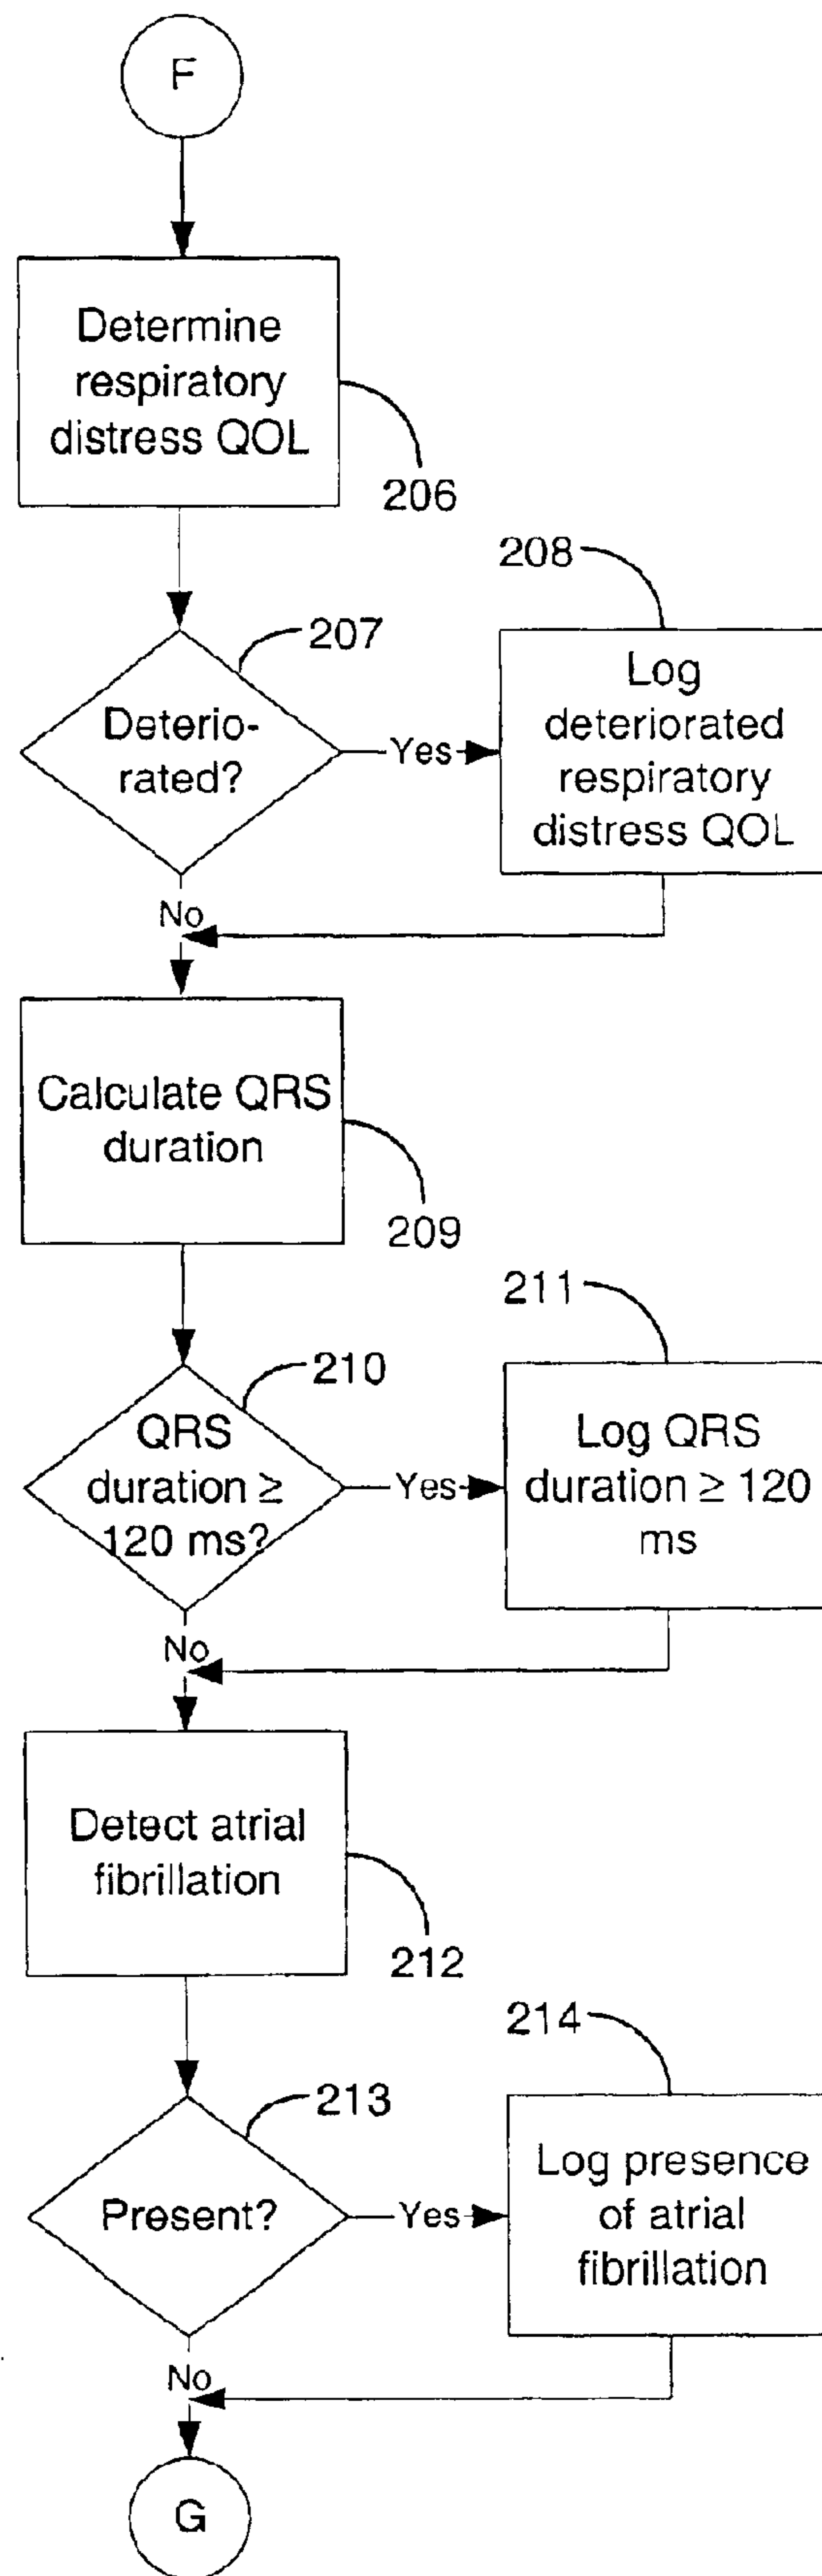 F
Determine
respiratory
distress QOL
206
207
Deterio-
rated?
Yes
208
Log
deteriorated
respiratory
distress QOL
No
Calculate QRS
duration
209
210
QRS
duration ≥
120 ms?
Yes
211
Log QRS
duration ≥ 120
ms
No
Detect atrial
fibrillation
212
213
Present?
Yes
214
Log presence
of atrial
fibrillation
No
G